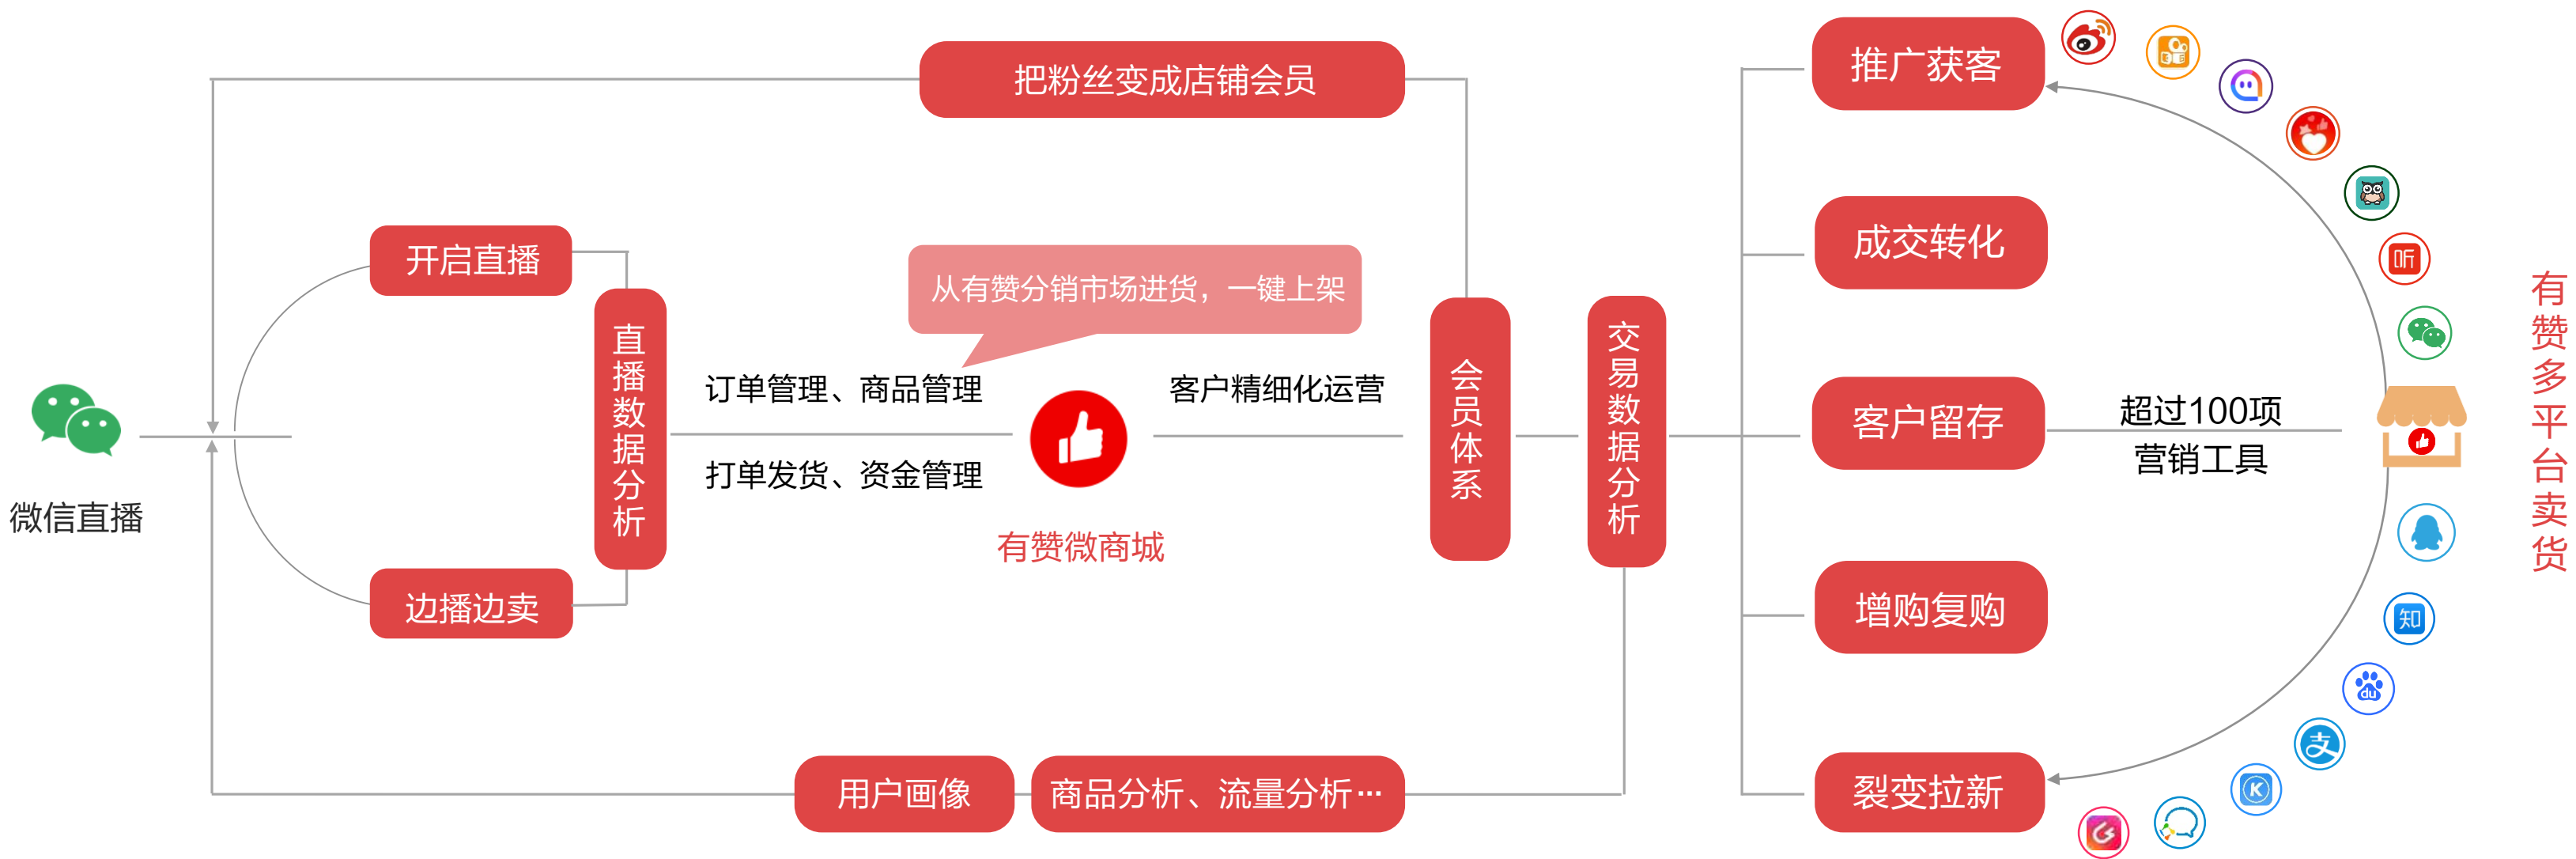 把粉丝变成店铺会员
微信直播
开启直播
边播边卖
直播数据分析
从有赞分销市场进货，一键上架
订单管理、商品管理
打单发货、资金管理
有赞微商城
客户精细化运营
会员体系
交易数据分析
用户画像
商品分析、流量分析···
推广获客
成交转化
客户留存
增购复购
裂变拉新
超过100项
营销工具
听
知
du
支
K
有赞多平台卖货